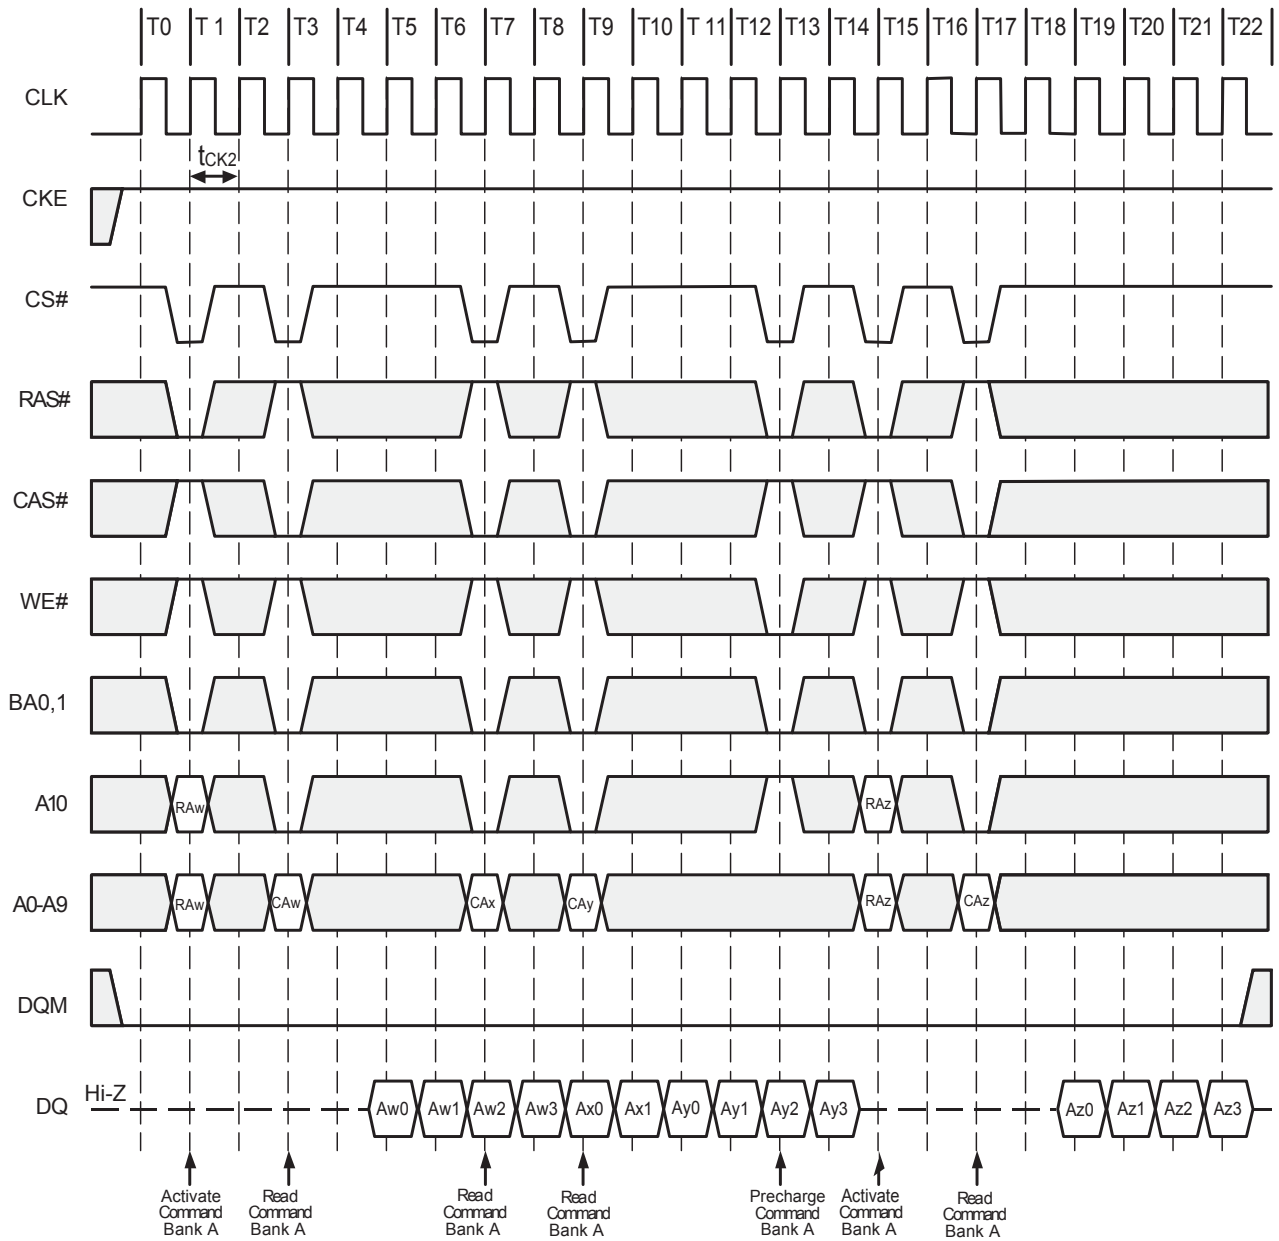 T0 T 1 T2 T3 T4 T5 T6 T7 T8 T9 T10 T 11 T12 T13 T14 T15 T16 T17 T18 T19 T20 T21 T22
CLK
tCK2
CKE
CS#
RAS#
CAS#
WE#
BA0,1
A10 RAw RAz
A0-A9 RAw CAw CAx CAy RAz CAz
DQM
Hi-Z
DQ Aw0 Aw1 Aw2 Aw3 Ax0 Ax1 Ay0 Ay1 Ay2 Ay3 Az0 Az1 Az2 Az3
Activate Command Bank A
Read Command Bank A
Read Command Bank A
Read Command Bank A
Precharge Command Bank A
Activate Command Bank A
Read Command Bank A